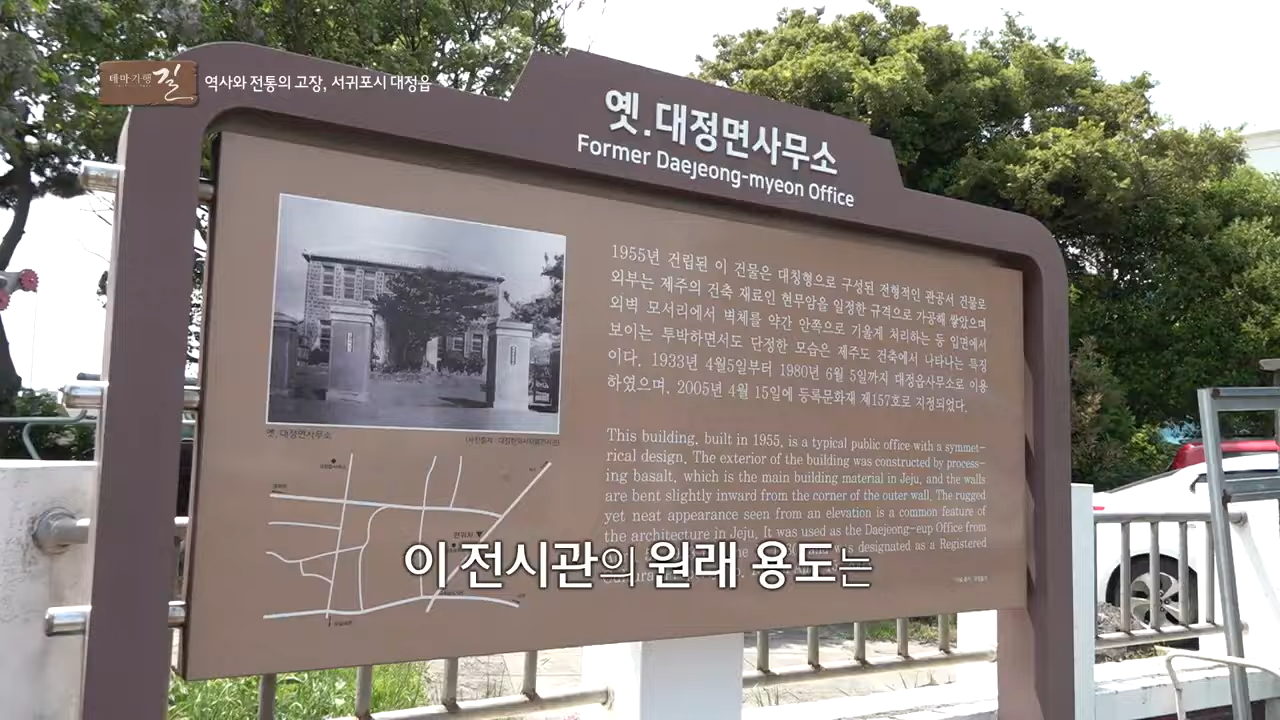 테마기행 길
역사와 전통의 고장, 서귀포시 대정읍
옛.대정면사무소
Former Daejeong-myeon Office
1955년 건립된 이 건물은 대칭형으로 구성된 전형적인 관공서 건물로
외부는 제주의 건축 재료인 현무암을 일정한 규격으로 가공해 쌓았으며
외벽 모서리에서 벽체를 약간 안쪽으로 기울게 처리하는 등 입면에서
보이는 투박하면서도 단정한 모습은 제주도 건축에서 나타나는 특징
이다. 1933년 4월5일부터 1980년 6월 5일까지 대정읍사무소로 이용
하였으며, 2005년 4월 15일에 등록문화재 제157호로 지정되었다.
옛. 대정면사무소
This building, built in 1955, is a typical public office with a symmet-
rical design. The exterior of the building was constructed by process-
ing basalt, which is the main building material in Jeju, and the walls
are bent slightly inward from the corner of the outer wall. The rugged
yet neat appearance seen from an elevation is a common feature of
the architecture in Jeju. It was used as the Daejeong-eup Office from
was designated as a Registered
이 전시관의 원래 용도는